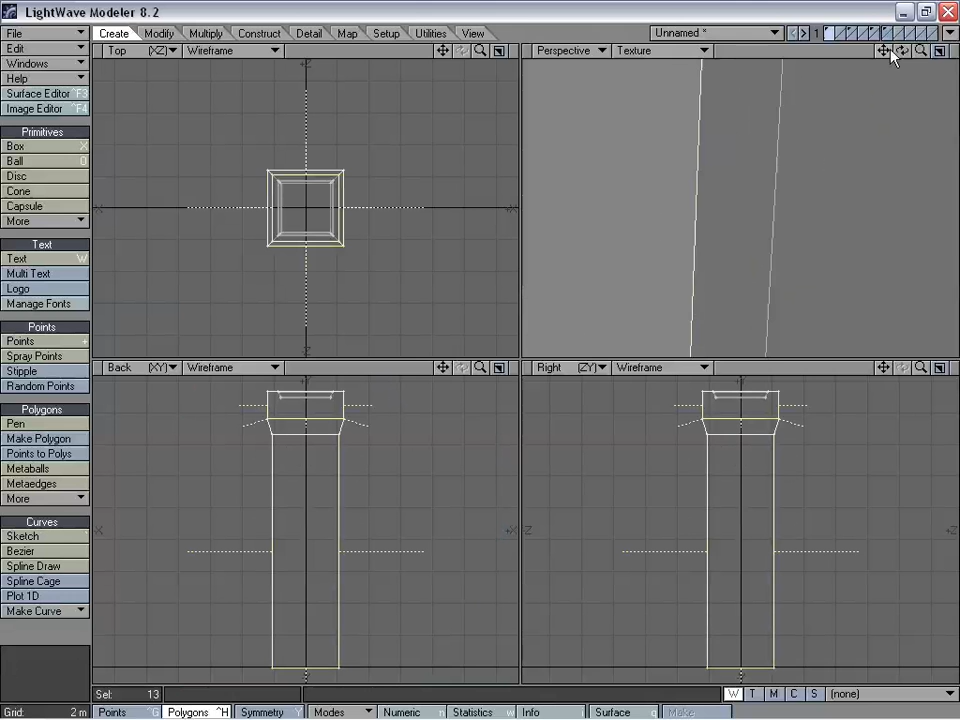 LightWave Modeler 8.2
File
Edit
Windows
Help
Surface Editor ^F3
Image Editor ^F4
Primitives
Box X
Ball O
Disc
Cone
Capsule
More
Text
Text W
Multi Text
Logo
Manage Fonts
Points
Points +
Spray Points
Stipple
Random Points
Polygons
Pen
Make Polygon
Points to Polys
Metaballs
Metaedges
More
Curves
Sketch
Bezier
Spline Draw
Spline Cage
Plot 1D
Make Curve
Grid: 2 m
Create Modify Multiply Construct Detail Map Setup Utilities View
Unnamed * 1
Top (XZ) Wireframe
Perspective Texture
Back (XY) Wireframe
Right (ZY) Wireframe
Sel: 13
W T M C S (none)
Points ^G Polygons ^H Symmetry Y Modes Numeric n Statistics w Info i Surface q Make